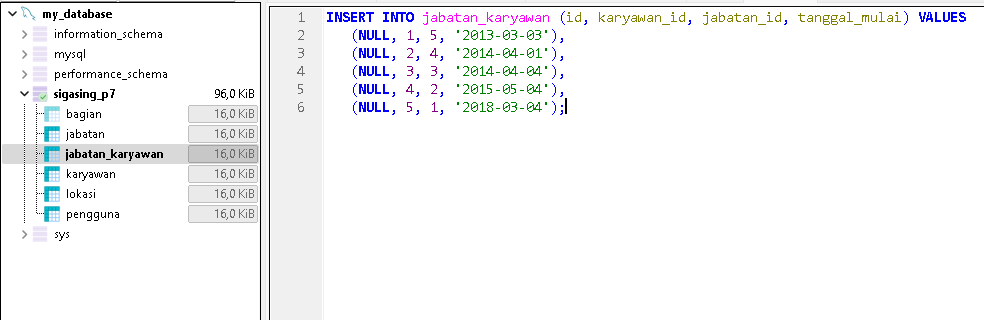 my_database
information_schema
mysql
performance_schema
sigasing_p7 96,0 KiB
bagian 16,0 KiB
jabatan 16,0 KiB
jabatan_karyawan 16,0 KiB
karyawan 16,0 KiB
lokasi 16,0 KiB
pengguna 16,0 KiB
sys
1 INSERT INTO jabatan_karyawan (id, karyawan_id, jabatan_id, tanggal_mulai) VALUES
2 (NULL, 1, 5, '2013-03-03'),
3 (NULL, 2, 4, '2014-04-01'),
4 (NULL, 3, 3, '2014-04-04'),
5 (NULL, 4, 2, '2015-05-04'),
6 (NULL, 5, 1, '2018-03-04');